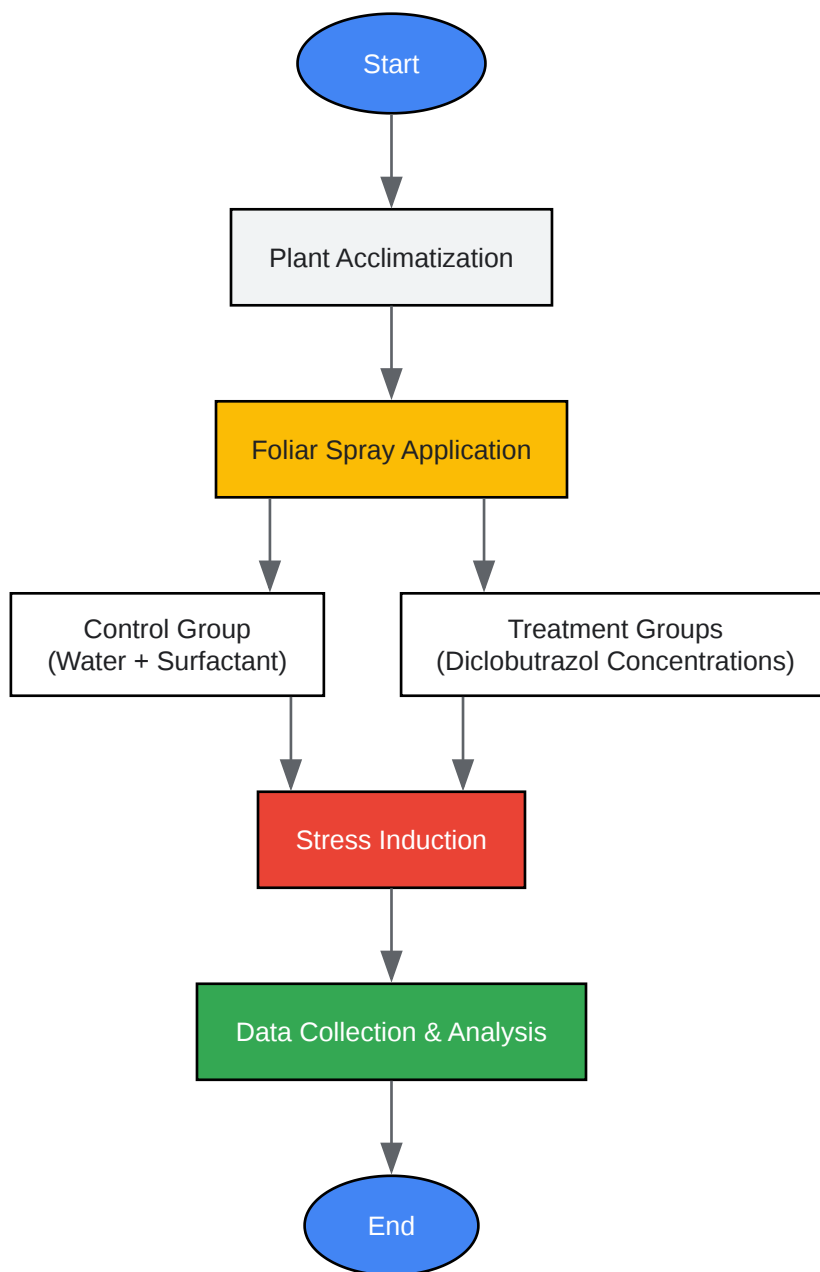 Start
Plant Acclimatization
Foliar Spray Application
Control Group
(Water + Surfactant)
Treatment Groups
(Diclobutrazol Concentrations)
Stress Induction
Data Collection & Analysis
End